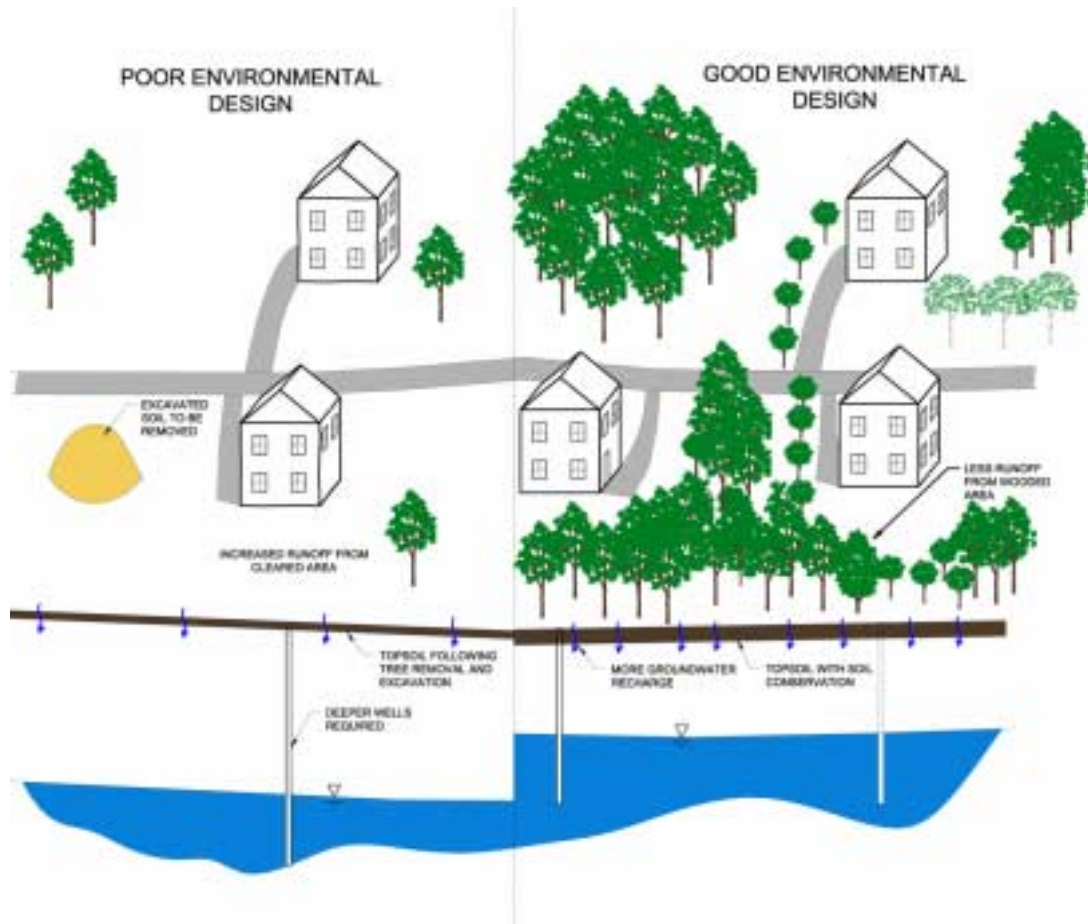 POOR ENVIRONMENTAL
DESIGN
EXCAVATED
SOIL TO BE
REMOVED
INCREASED RUNOFF FROM
CLEARED AREA
TOPSOIL FOLLOWING
TREE REMOVAL AND
EXCAVATION
DEEPER WELLS
REQUIRED
GOOD ENVIRONMENTAL
DESIGN
LESS RUNOFF
FROM WOODED
AREA
MORE GROUNDWATER
RECHARGE
TOPSOIL WITH SOIL
CONSERVATION